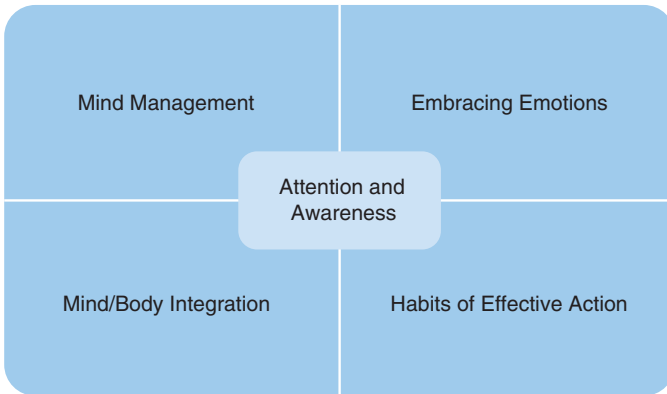 Mind Management
Embracing Emotions
Attention and
Awareness
Mind/Body Integration
Habits of Effective Action